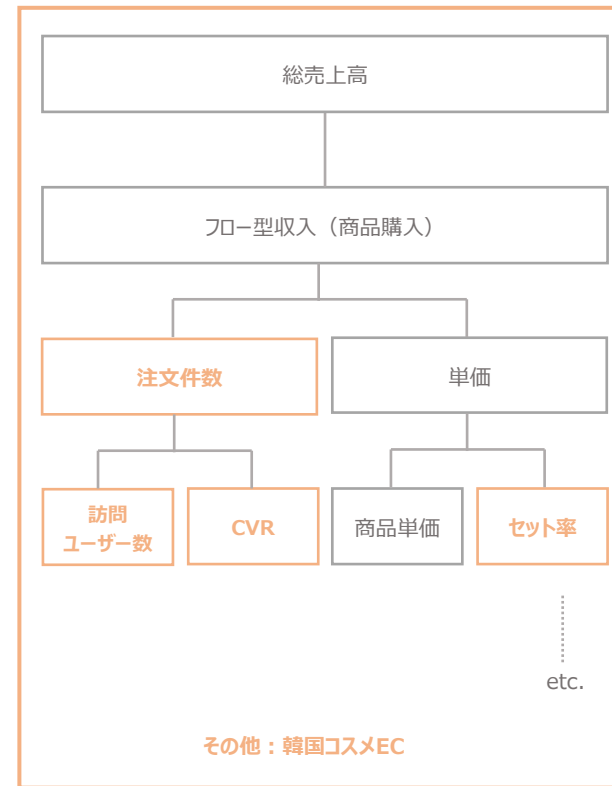 総売上高
フロー型収入（商品購入）
注文件数
単価
訪問
ユーザー数
CVR
商品単価
セット率
etc.
その他：韓国コスメEC